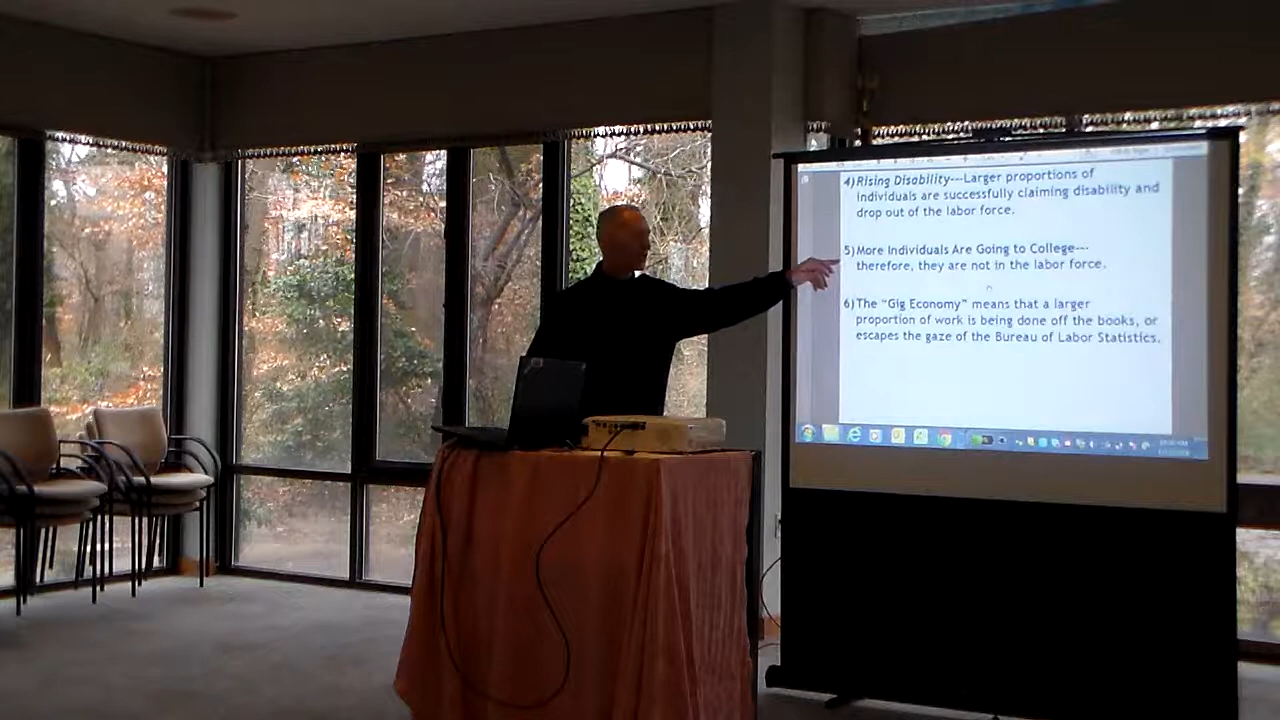 4) Rising Disability---Larger proportions of
individuals are successfully claiming disability and
drop out of the labor force.
5) More Individuals Are Going to College---
therefore, they are not in the labor force.
6) The "Gig Economy" means that a larger
proportion of work is being done off the books, or
escapes the gaze of the Bureau of Labor Statistics.